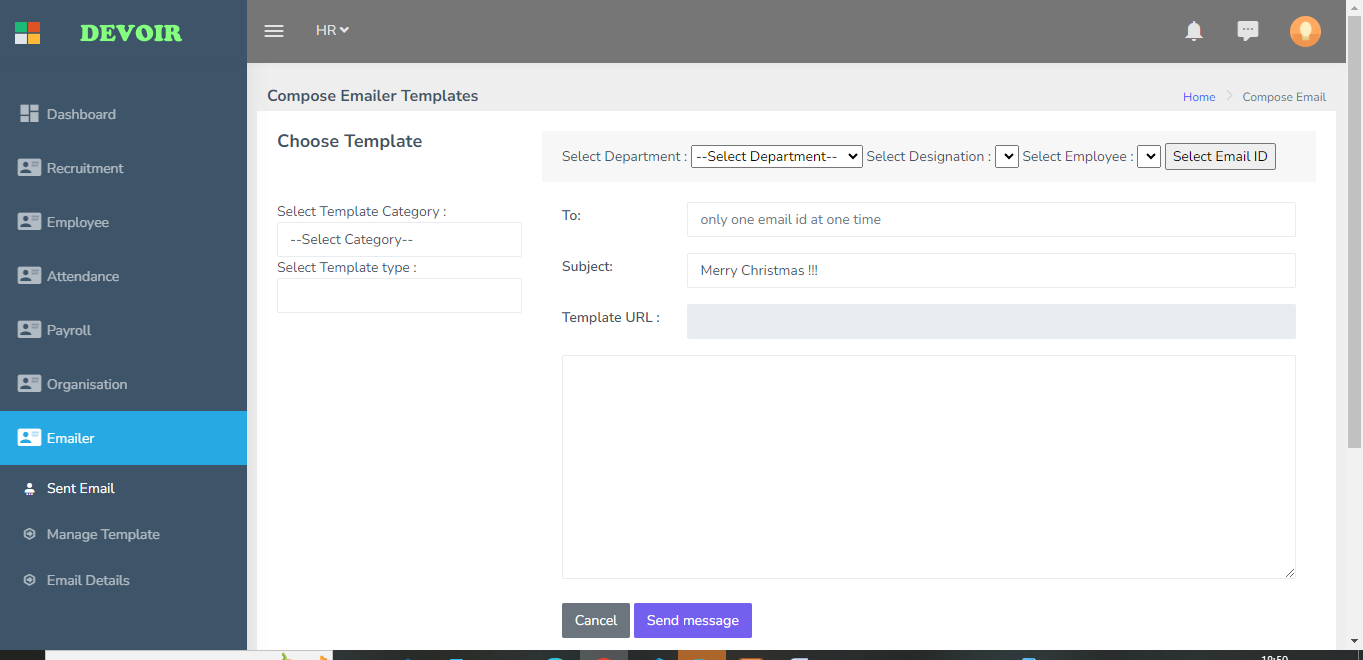 DEVOIR
HR
Dashboard
Recruitment
Employee
Attendance
Payroll
Organisation
Emailer
Sent Email
Manage Template
Email Details
Compose Emailer Templates
Home
Compose Email
Choose Template
Select Template Category :
--Select Category--
Select Template type :
Select Department : --Select Department-- Select Designation : Select Employee : Select Email ID
To: only one email id at one time
Subject: Merry Christmas !!!
Template URL :
Cancel Send message